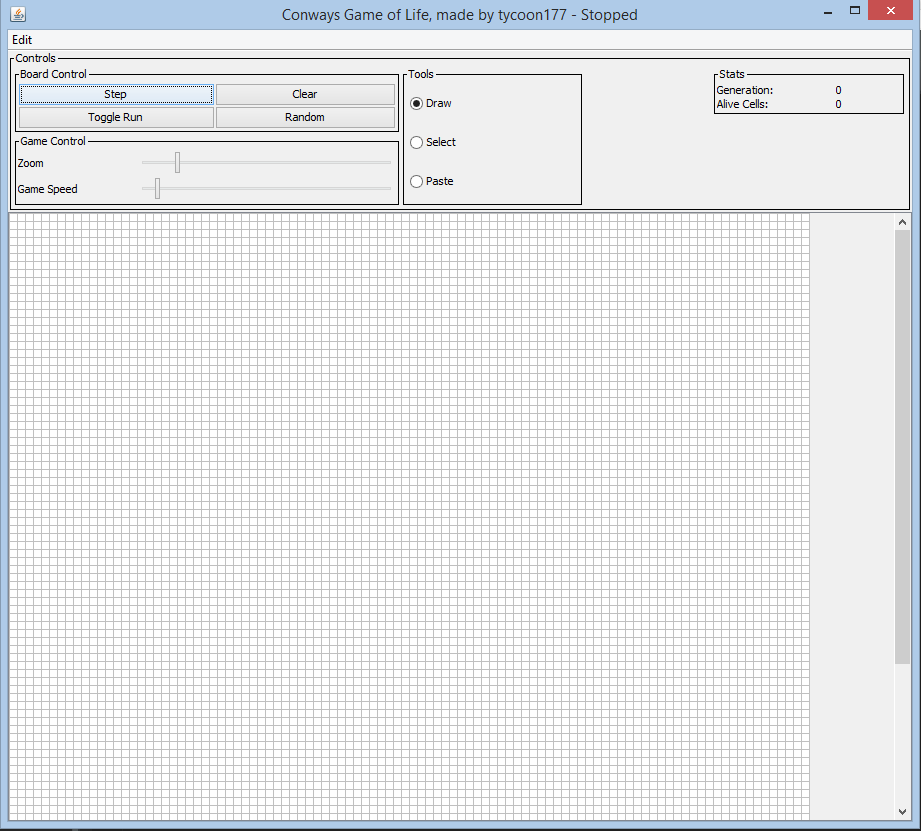 Conways Game of Life, made by tycoon177 - Stopped
Edit
Controls
Board Control
Step
Clear
Toggle Run
Random
Game Control
Zoom
Game Speed
Tools
Draw
Select
Paste
Stats
Generation: 0
Alive Cells: 0